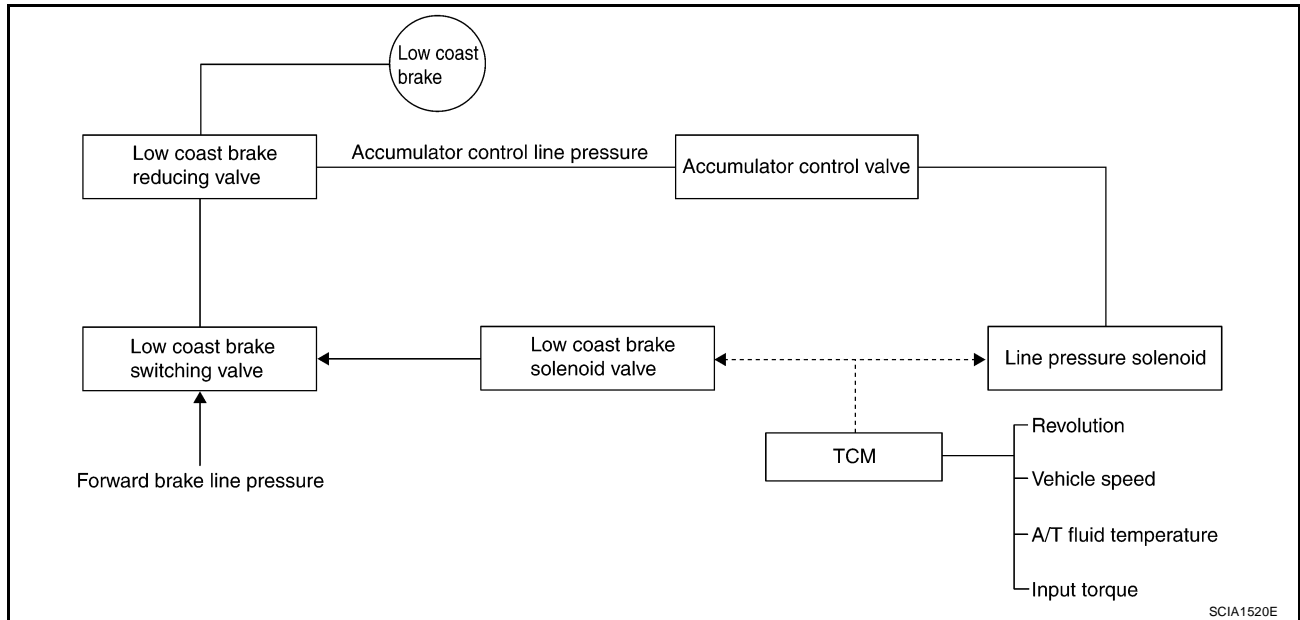 Low coast
brake
Low coast brake
reducing valve
Accumulator control line pressure
Accumulator control valve
Low coast brake
switching valve
Low coast brake
solenoid valve
Line pressure solenoid
Forward brake line pressure
TCM
Revolution
Vehicle speed
A/T fluid temperature
Input torque
SCIA1520E